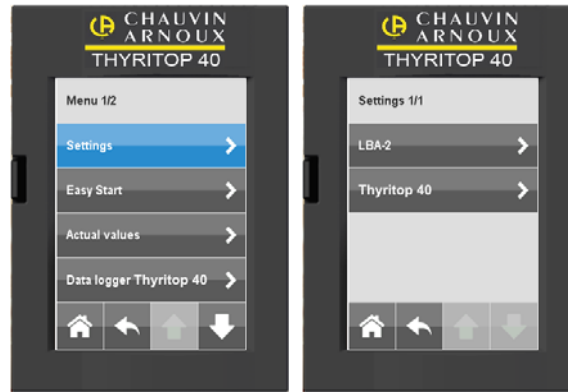 CHAUVIN
ARNOUX
THYRITOP 40
Menu 1/2
Settings
Easy Start
Actual values
Data logger Thyritop 40
CHAUVIN
ARNOUX
THYRITOP 40
Settings 1/1
LBA-2
Thyritop 40